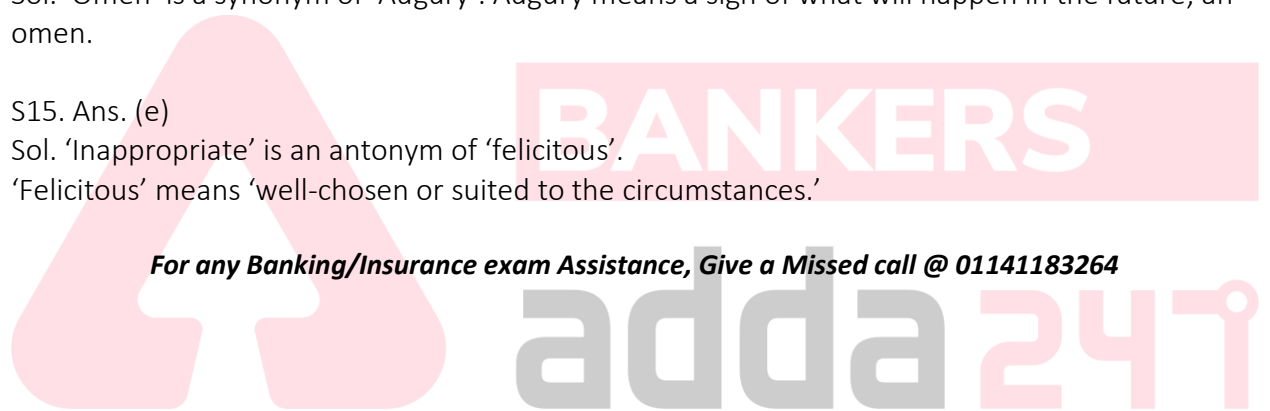 Sol. ‘Omen’ is a synonym of ‘Augury’. Augury means a sign of what will happen in the future; an
omen.
S15. Ans. (e)
Sol. ‘Inappropriate’ is an antonym of ‘felicitous’.
‘Felicitous’ means ‘well-chosen or suited to the circumstances.’
For any Banking/Insurance exam Assistance, Give a Missed call @ 01141183264
BANKERS
adda 247